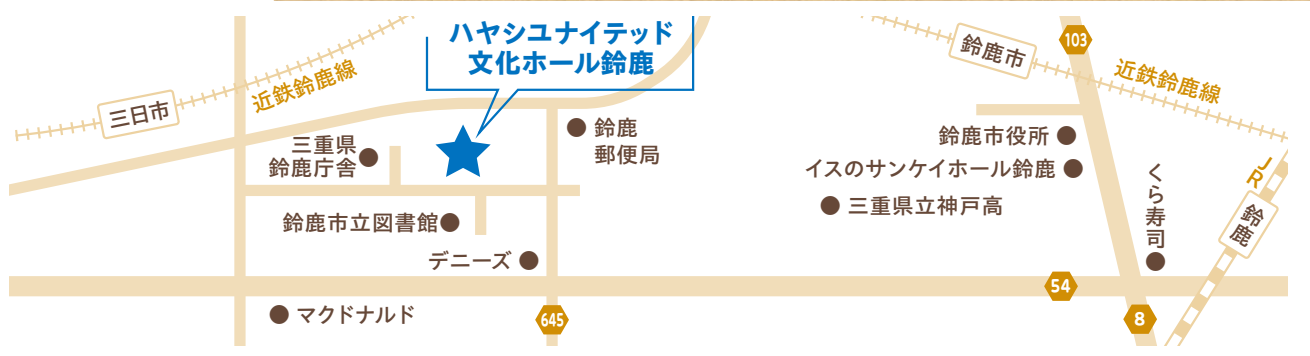 ハヤシユナイテッド
文化ホール鈴鹿
103
鈴鹿市
近鉄鈴鹿線
近鉄鈴鹿線
三日市
三重県
鈴鹿庁舎
鈴鹿
郵便局
鈴鹿市役所
イスのサンケイホール鈴鹿
くら寿司
JR
三重県立神戸高
鈴鹿
鈴鹿市立図書館
デニーズ
54
マクドナルド
645
8